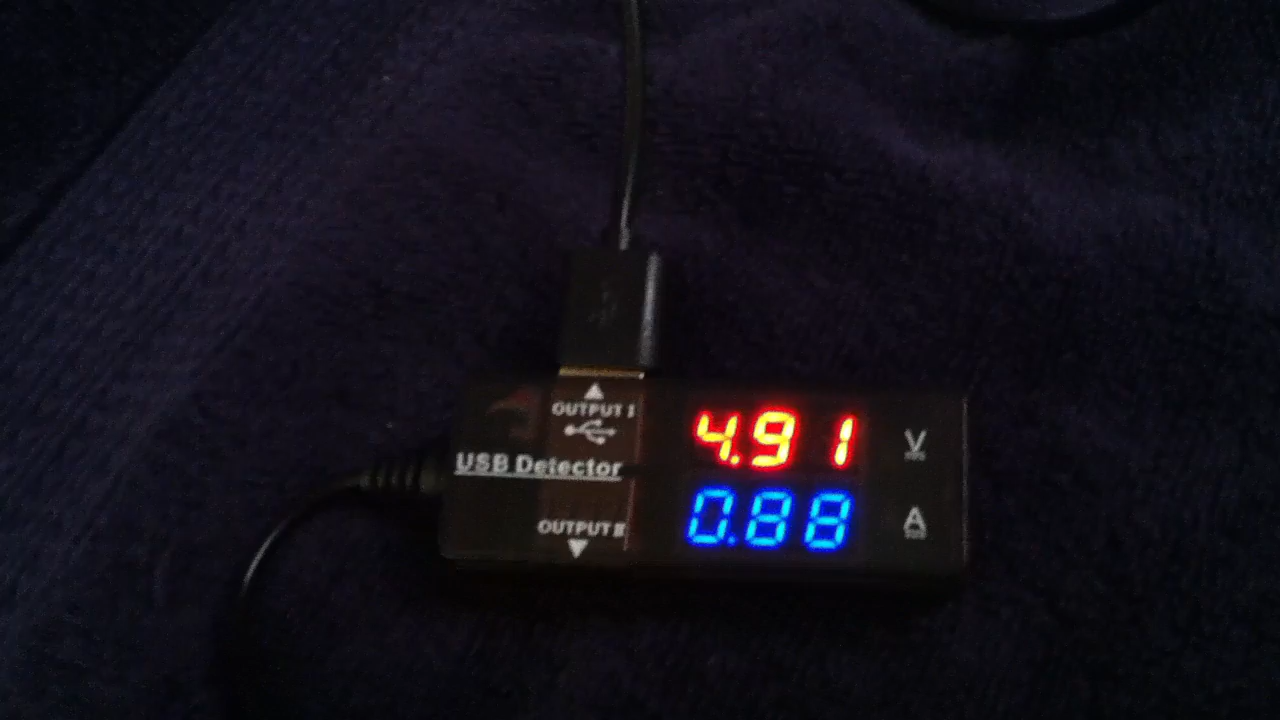 OUTPUT I
4.91 V
USB Detector
0.88 A
OUTPUT II